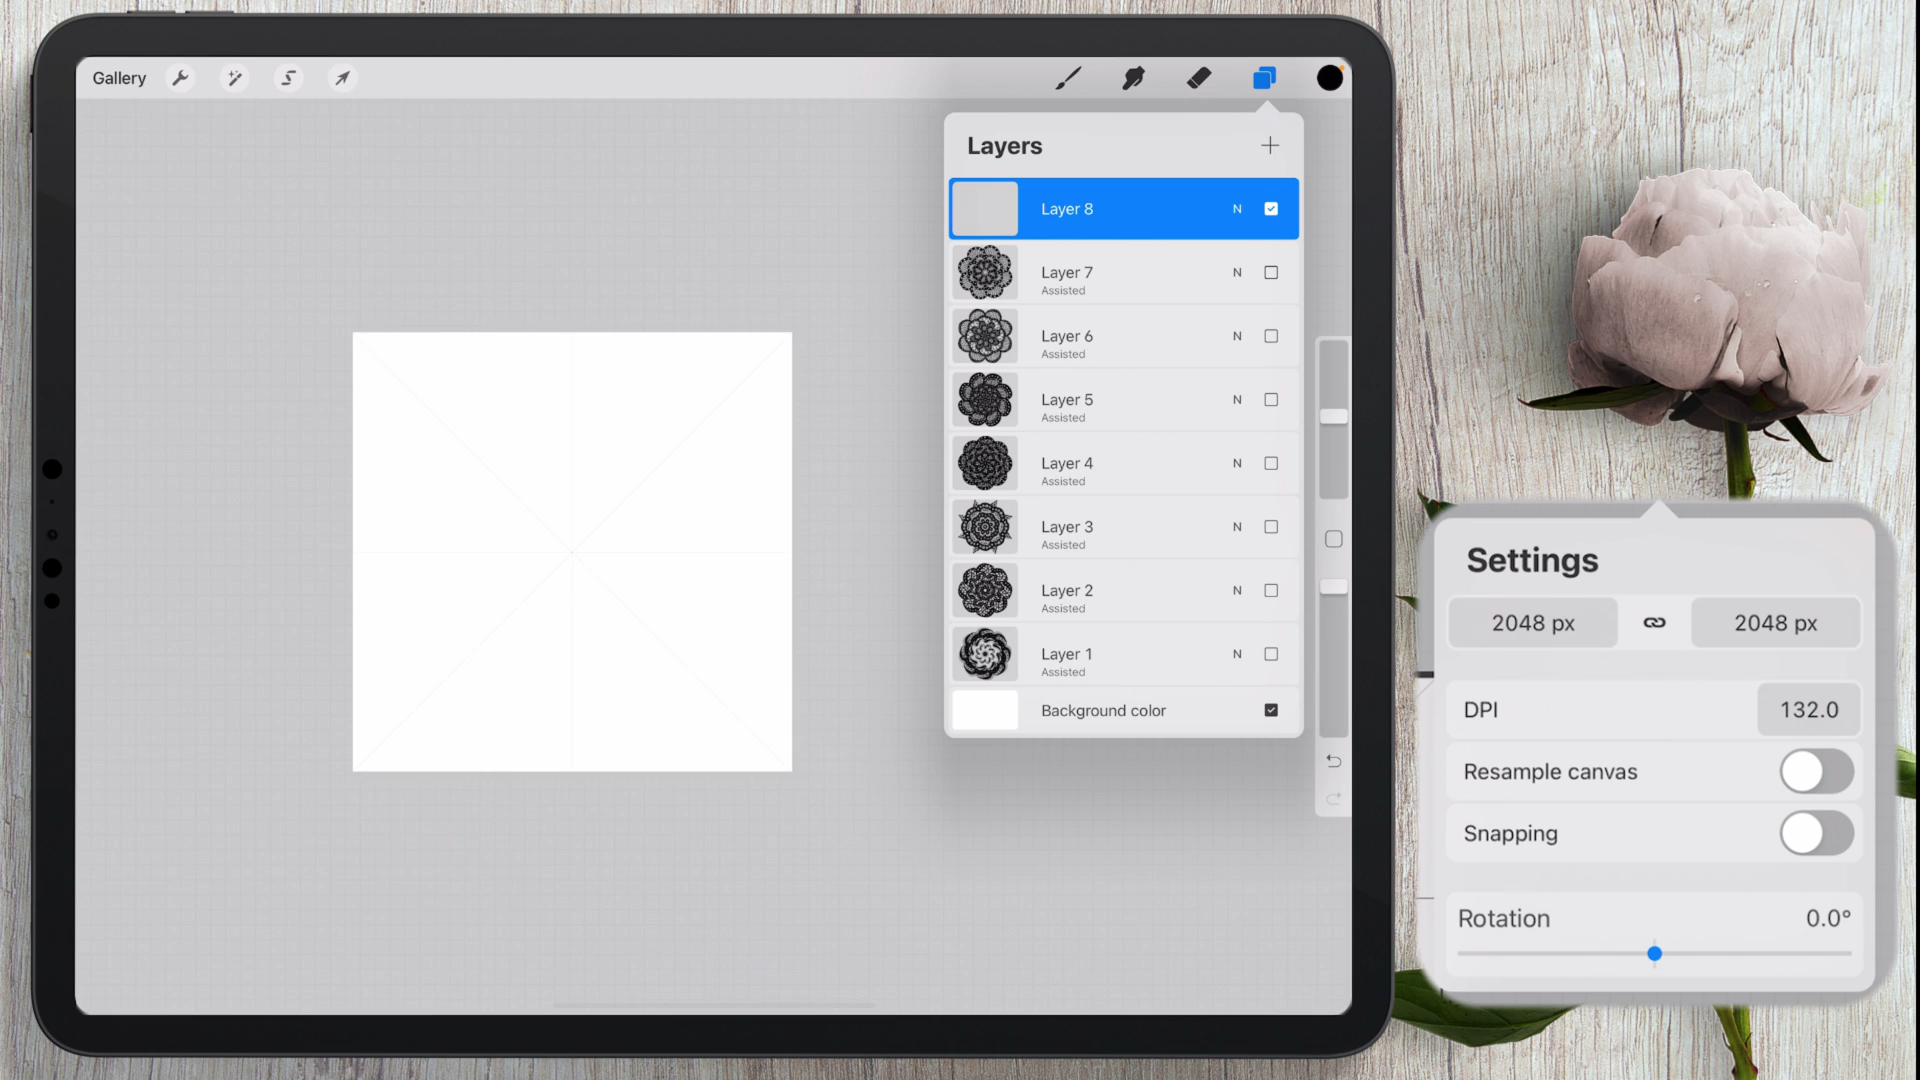 Gallery
Layers
Layer 8
N
Layer 7
N
Assisted
Layer 6
N
Assisted
Layer 5
N
Assisted
Layer 4
N
Assisted
Layer 3
N
Assisted
Layer 2
N
Assisted
Layer 1
N
Assisted
Background color
Settings
2048 px
2048 px
DPI
132.0
Resample canvas
Snapping
Rotation
0.0°